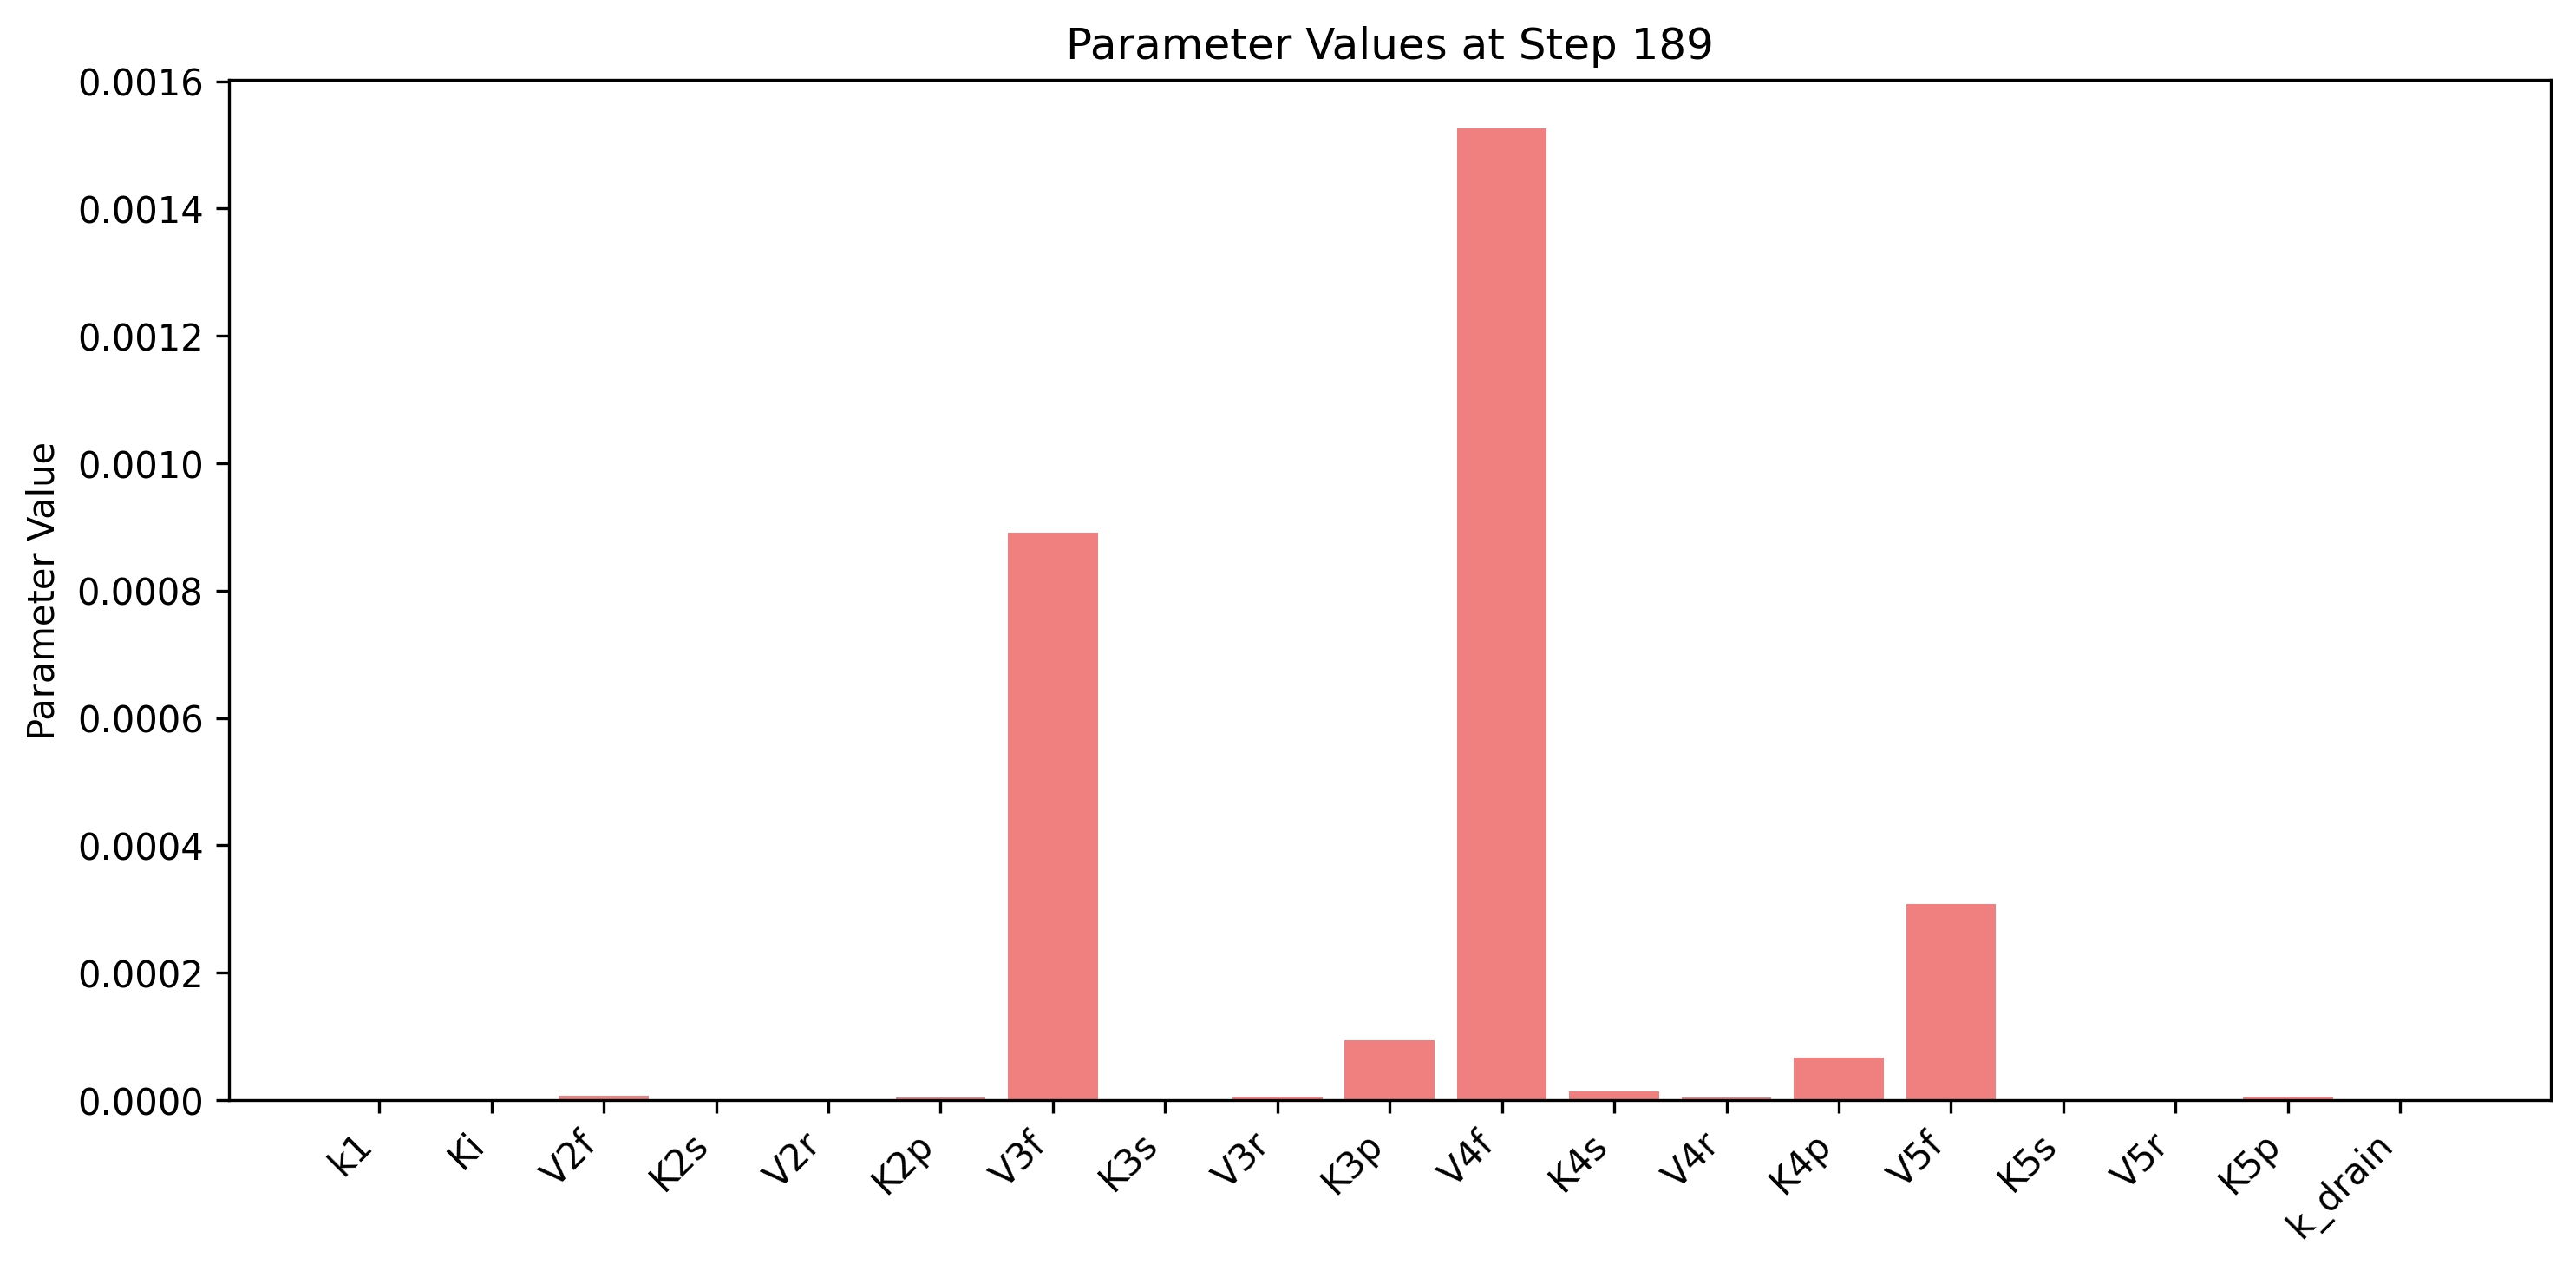 Parameter Values at Step 189
Parameter Value
0.0016
0.0014
0.0012
0.0010
0.0008
0.0006
0.0004
0.0002
0.0000
k1
Ki
V2f
K2s
V2r
K2p
V3f
K3s
V3r
K3p
V4f
K4s
V4r
K4p
V5f
K5s
V5r
K5p
k_drain